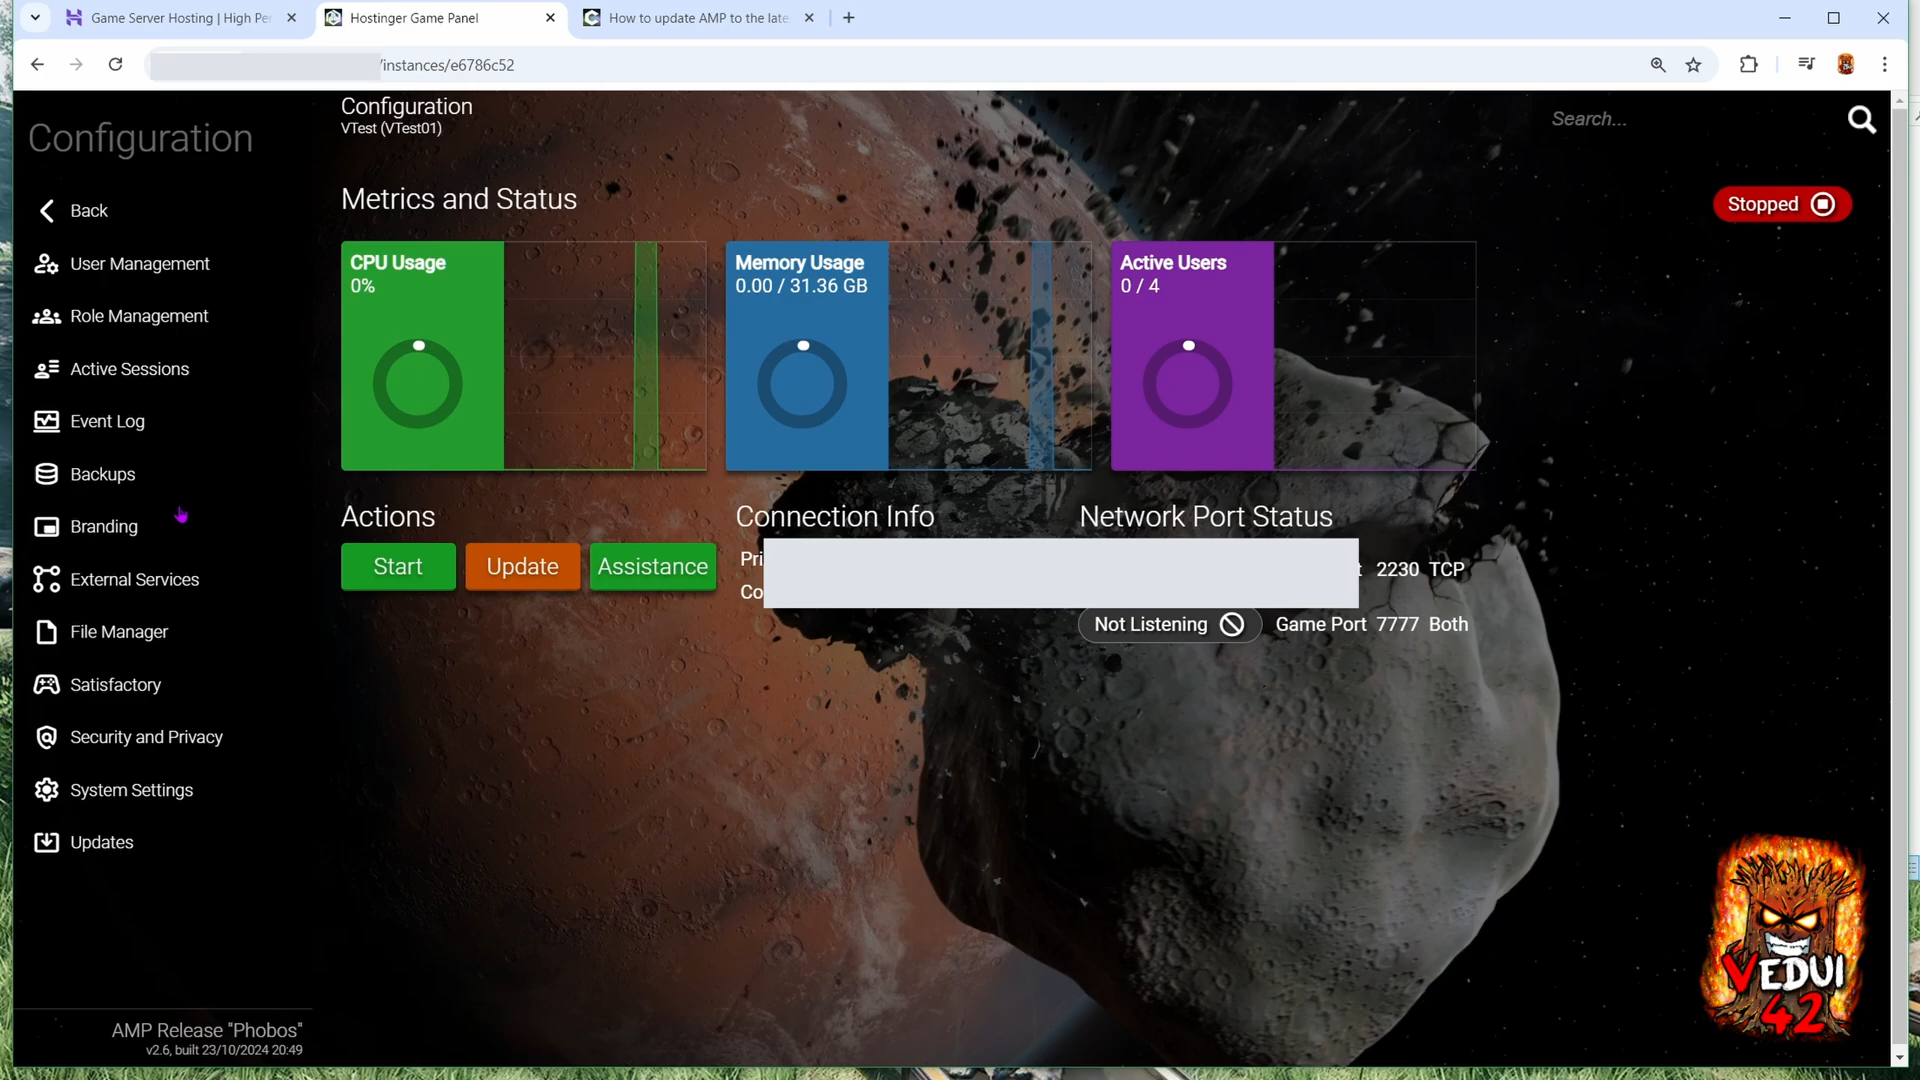 Game Server Hosting | High Per
Hostinger Game Panel
How to update AMP to the late
/instances/e6786c52
Configuration
Back
User Management
Role Management
Active Sessions
Event Log
Backups
Branding
External Services
File Manager
Satisfactory
Security and Privacy
System Settings
Updates
AMP Release "Phobos"
v2.6, built 23/10/2024 20:49
Configuration
VTest (VTest01)
Search...
Metrics and Status
Stopped
CPU Usage
0%
Memory Usage
0.00 / 31.36 GB
Active Users
0 / 4
Actions
Start
Update
Assistance
Connection Info
Pri
Co
Network Port Status
t 2230 TCP
Not Listening Game Port 7777 Both
VEDUI
42